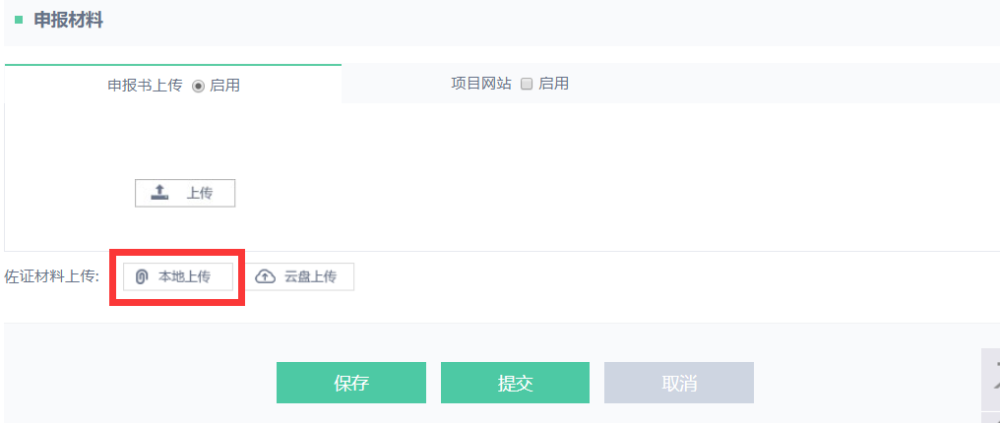 申报材料
申报书上传 启用 项目网站 启用
上传
佐证材料上传: 本地上传 云盘上传
保存 提交 取消